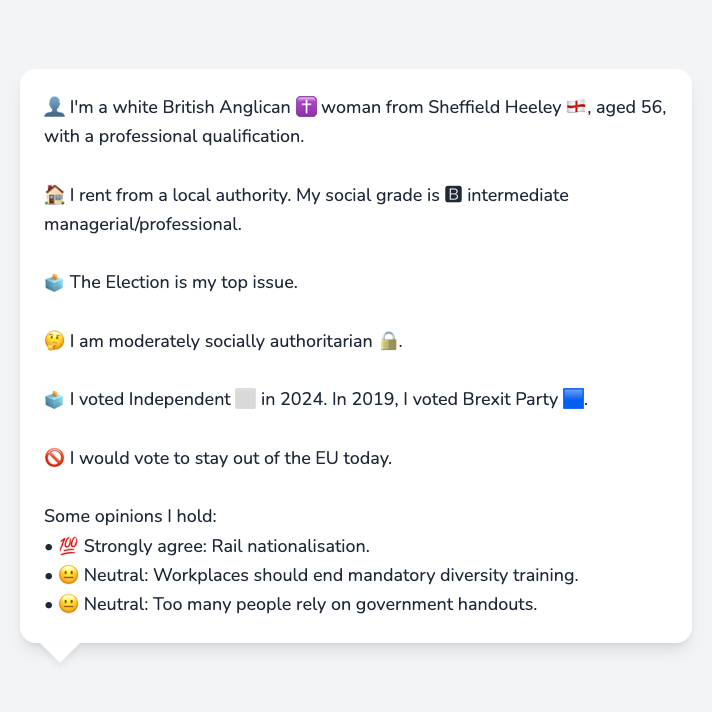 👤 I'm a white British Anglican ✝️ woman from Sheffield Heeley 🏴󠁧󠁢󠁥󠁮󠁧󠁿, aged 56,
with a professional qualification.
🏠 I rent from a local authority. My social grade is 🅱 intermediate
managerial/professional.
🗳️ The Election is my top issue.
🤔 I am moderately socially authoritarian 🔒.
🗳️ I voted Independent ⬜ in 2024. In 2019, I voted Brexit Party 🟦.
🚫 I would vote to stay out of the EU today.
Some opinions I hold:
• 💯 Strongly agree: Rail nationalisation.
• 😐 Neutral: Workplaces should end mandatory diversity training.
• 😐 Neutral: Too many people rely on government handouts.